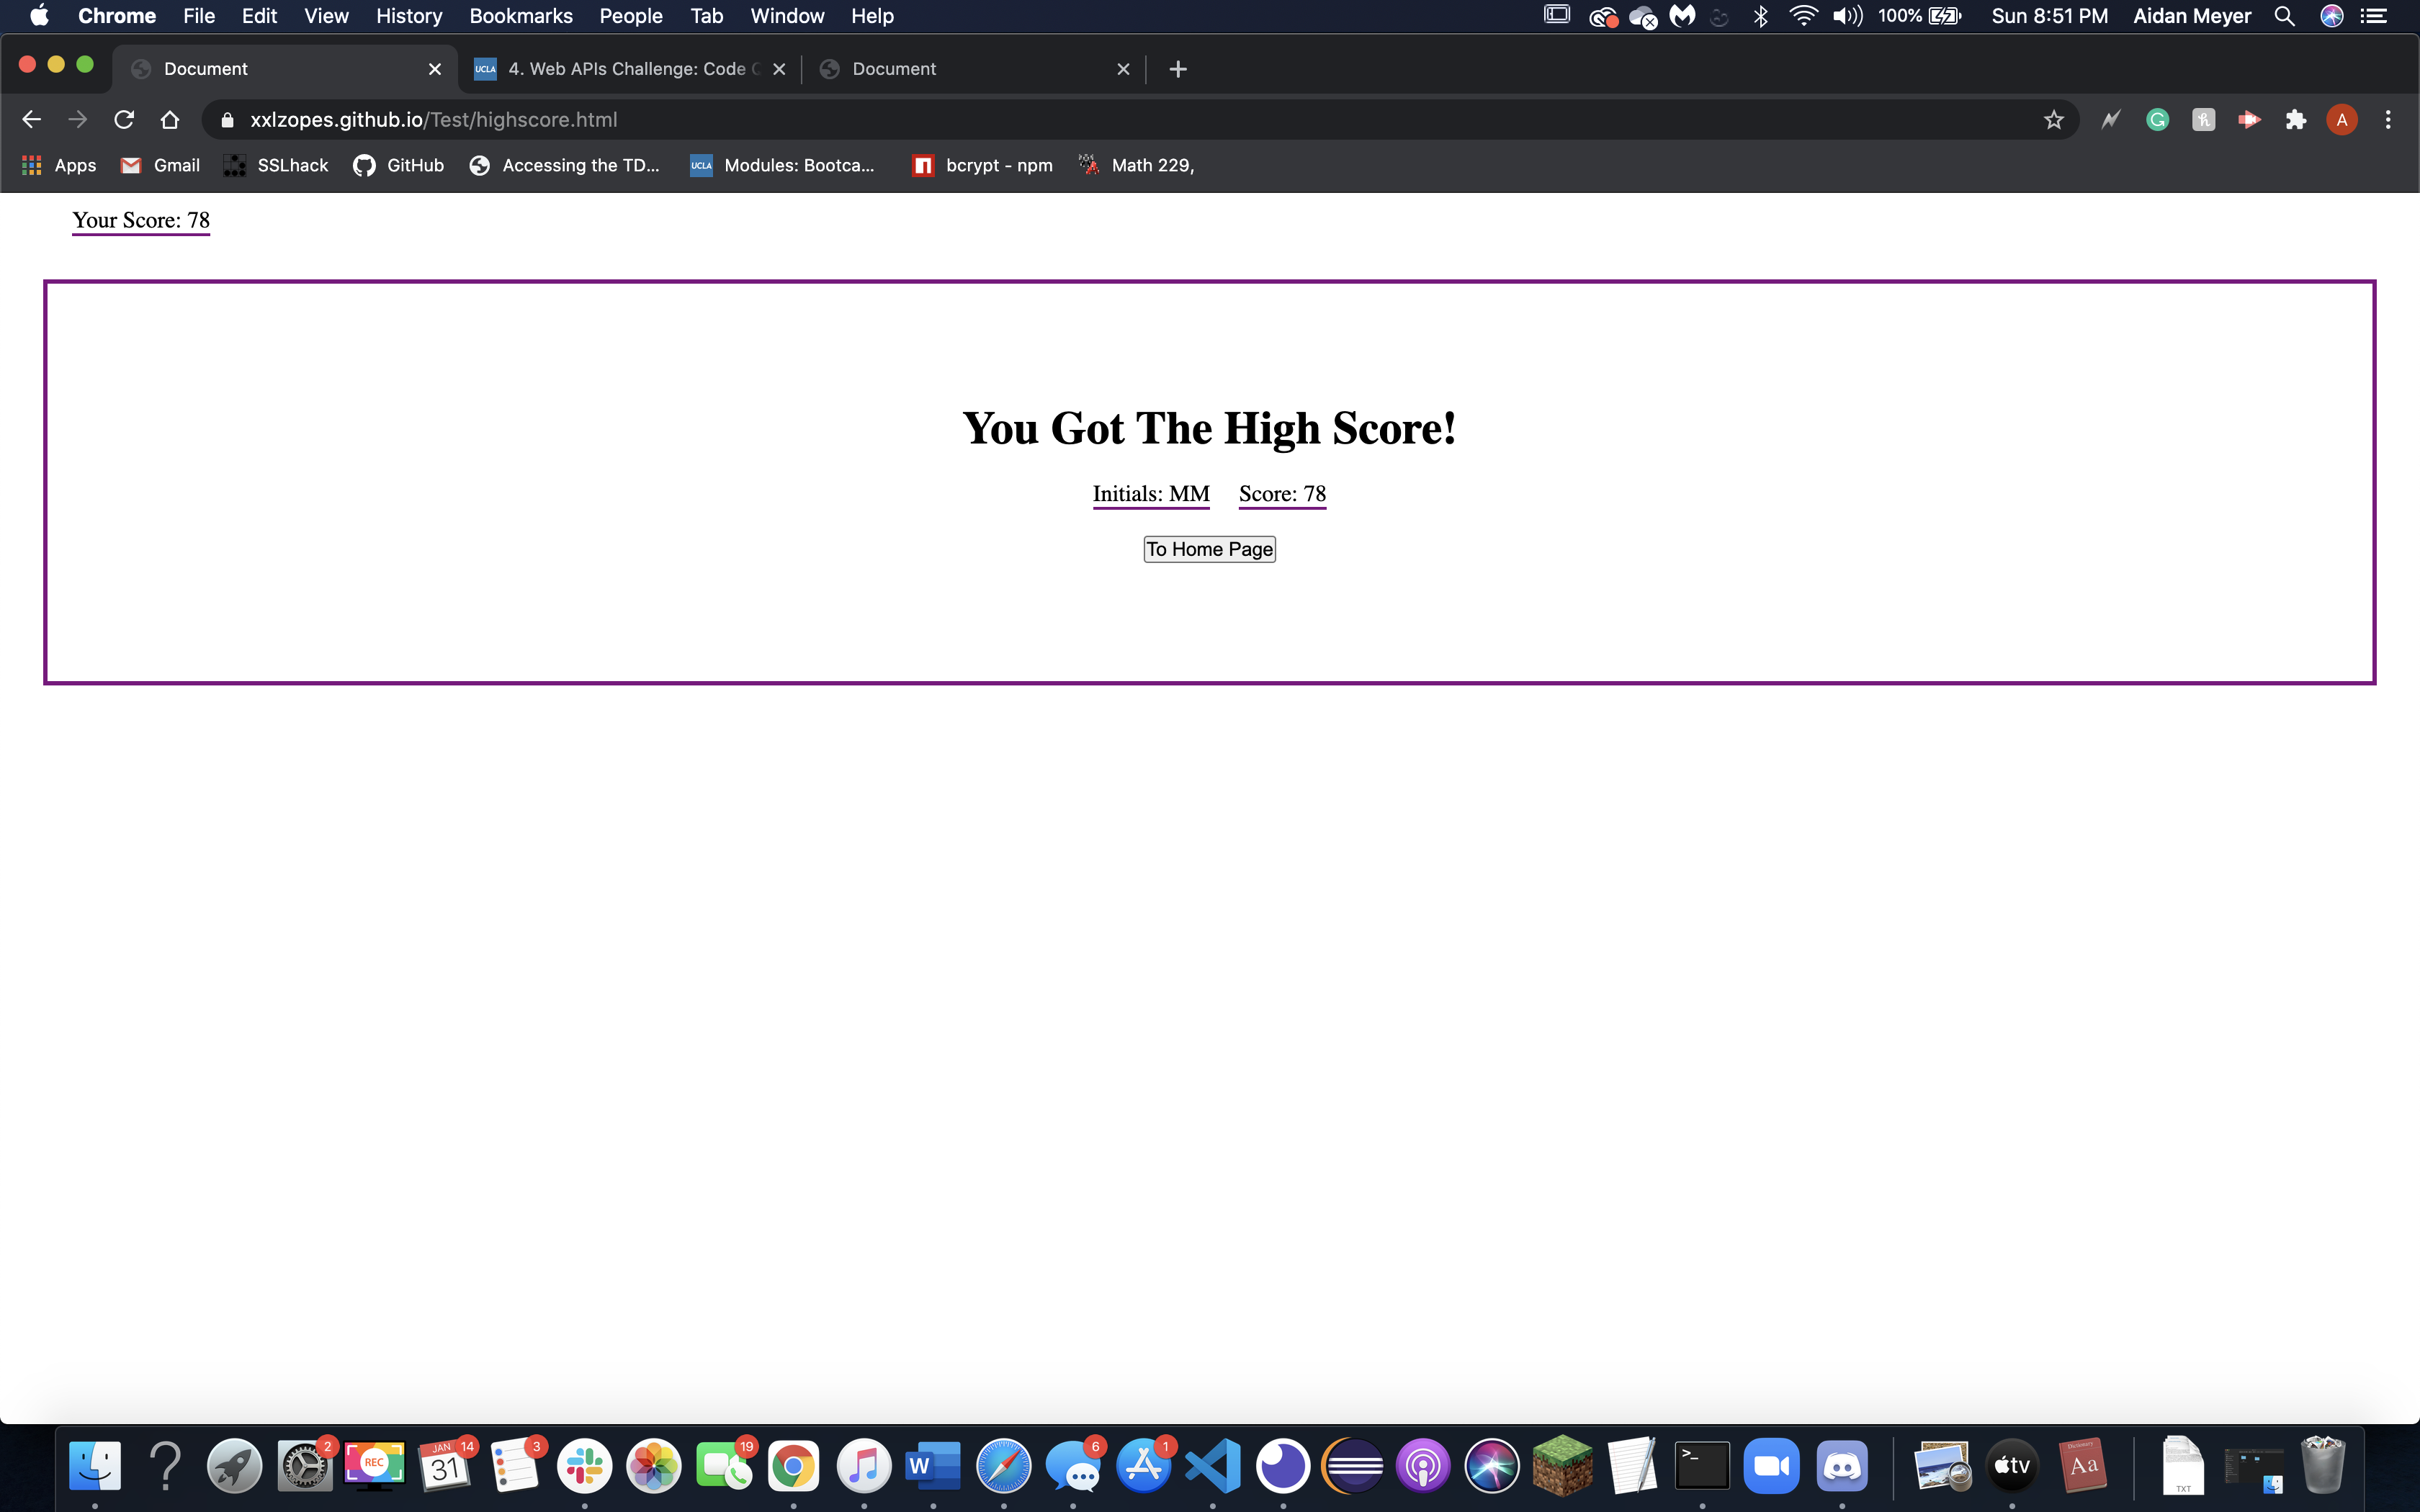 Chrome File Edit View History Bookmarks People Tab Window Help 100% Sun 8:51 PM Aidan Meyer
Document UCLA 4. Web APIs Challenge: Code Document
xxlzopes.github.io/Test/highscore.html A
Apps Gmail SSLhack GitHub Accessing the TD... UCLA Modules: Bootca... bcrypt - npm Math 229,
Your Score: 78
You Got The High Score!
Initials: MM Score: 78
To Home Page
2 REC JAN 14 31 3 19 W 6 1 >_ tv Dictionary Aa TXT